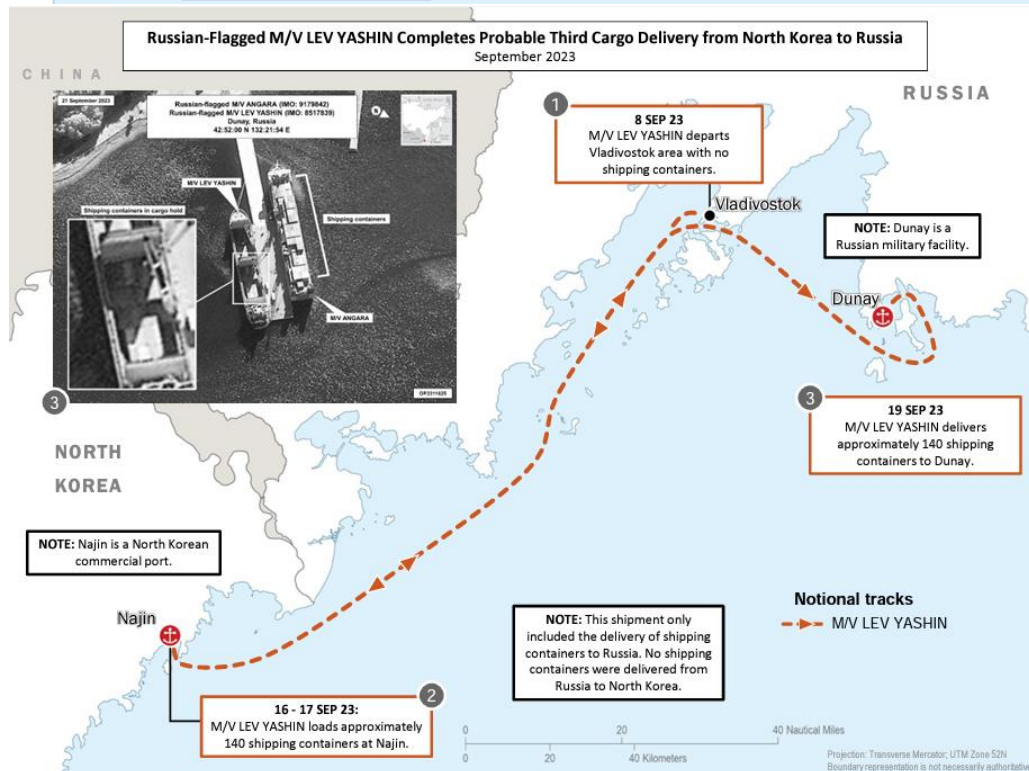 Russian-Flagged M/V LEV YASHIN Completes Probable Third Cargo Delivery from North Korea to Russia
September 2023
CHINA
RUSSIA
21 September 2023
Russian-flagged M/V ANGARA (IMO: 9179842)
Russian-flagged M/V LEV YASHIN (IMO: 8517839)
Dunay, Russia
42:52:00 N 132:21:54 E
N
M/V LEV YASHIN
Shipping containers in cargo hold
Shipping containers
M/V ANGARA
3
1
8 SEP 23
M/V LEV YASHIN departs
Vladivostok area with no
shipping containers.
Vladivostok
NOTE: Dunay is a
Russian military facility.
Dunay
3
19 SEP 23
M/V LEV YASHIN delivers
approximately 140 shipping
containers to Dunay.
NORTH
KOREA
NOTE: Najin is a North Korean
commercial port.
Najin
2
16 - 17 SEP 23:
M/V LEV YASHIN loads approximately
140 shipping containers at Najin.
NOTE: This shipment only
included the delivery of shipping
containers to Russia. No shipping
containers were delivered from
Russia to North Korea.
Notional tracks
M/V LEV YASHIN
0 20 40 Nautical Miles
0 20 40 Kilometers
Projection: Transverse Mercator; UTM Zone 52N
Boundary representation is not necessarily authoritative